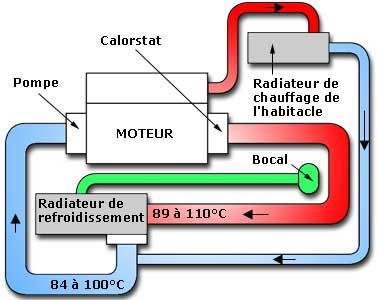 Calorstat
Pompe
Radiateur de
chauffage de
l'habitacle
MOTEUR
Bocal
Radiateur de
refroidissement
89 à 110°C
84 à 100°C